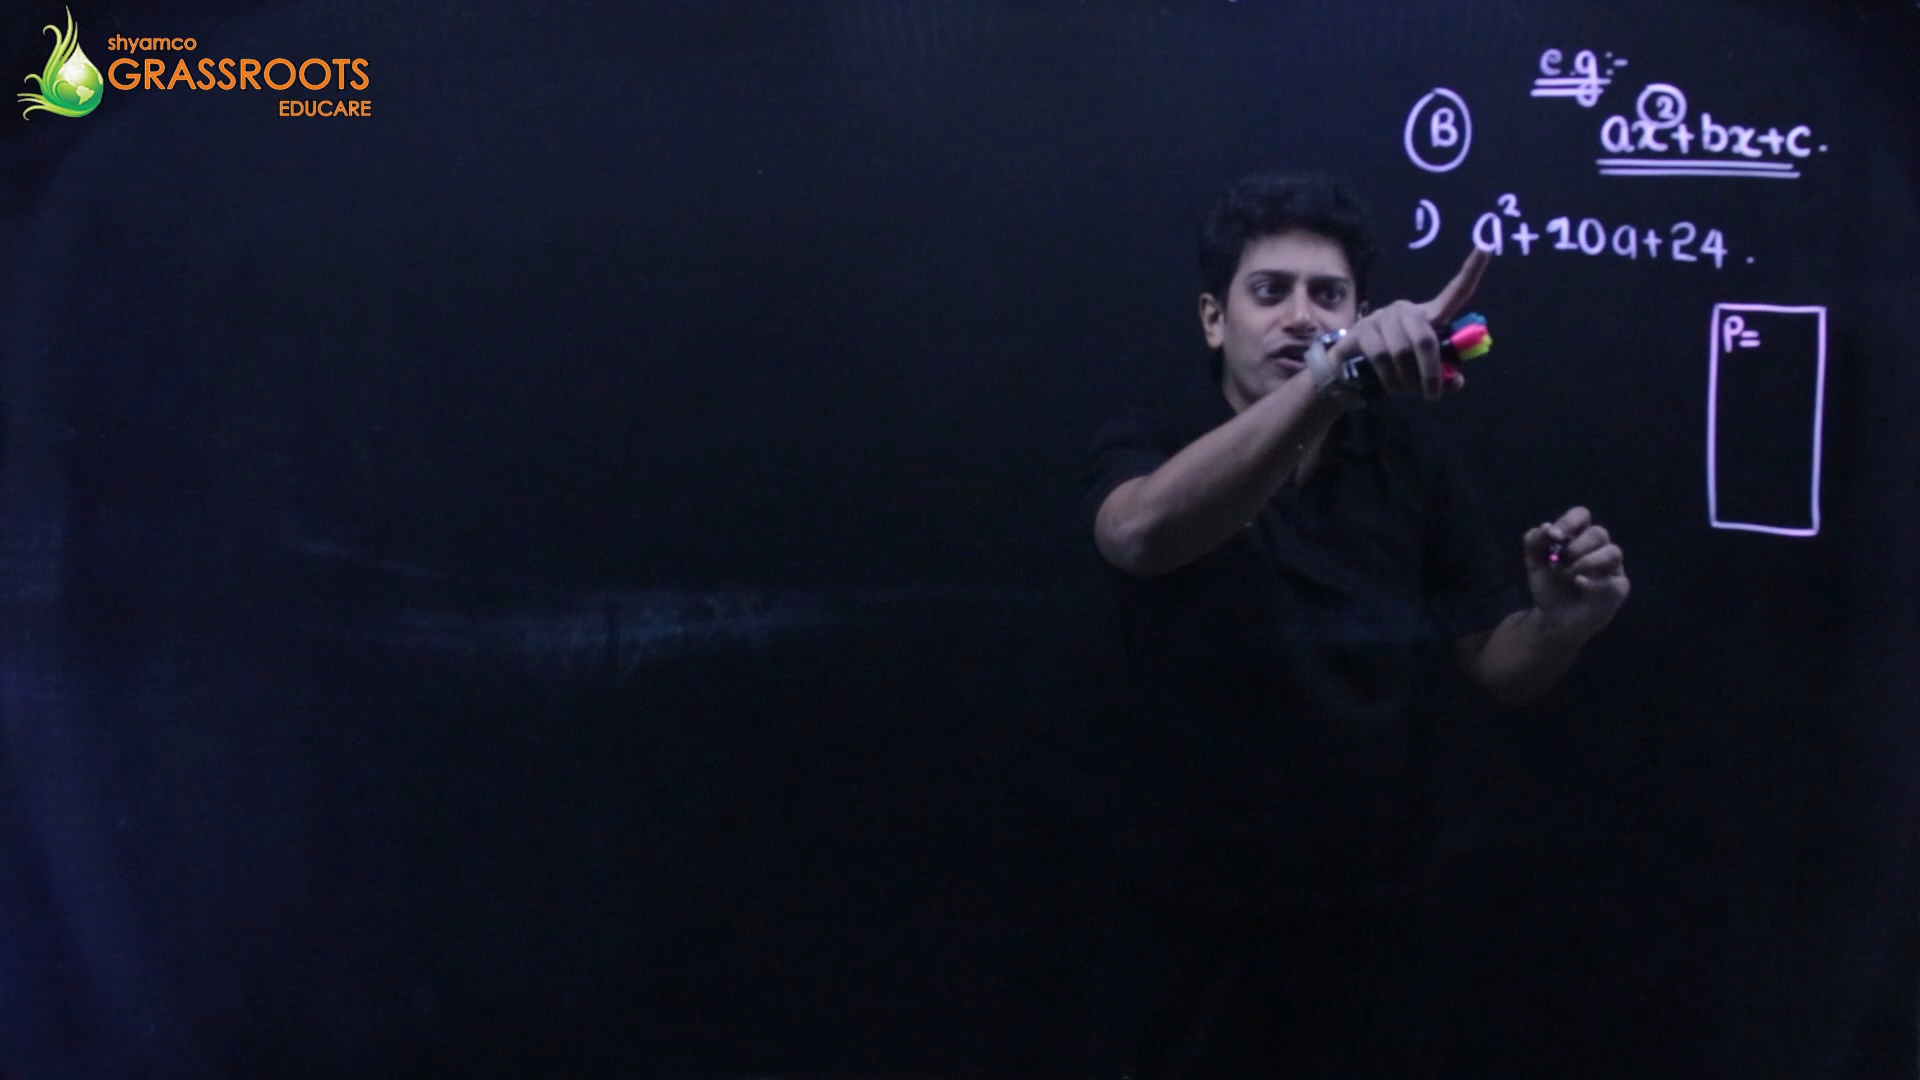 shyamco
GRASSROOTS
EDUCARE
e.g:-
B
ax²+bx+c.
1) a²+10a+24.
P=